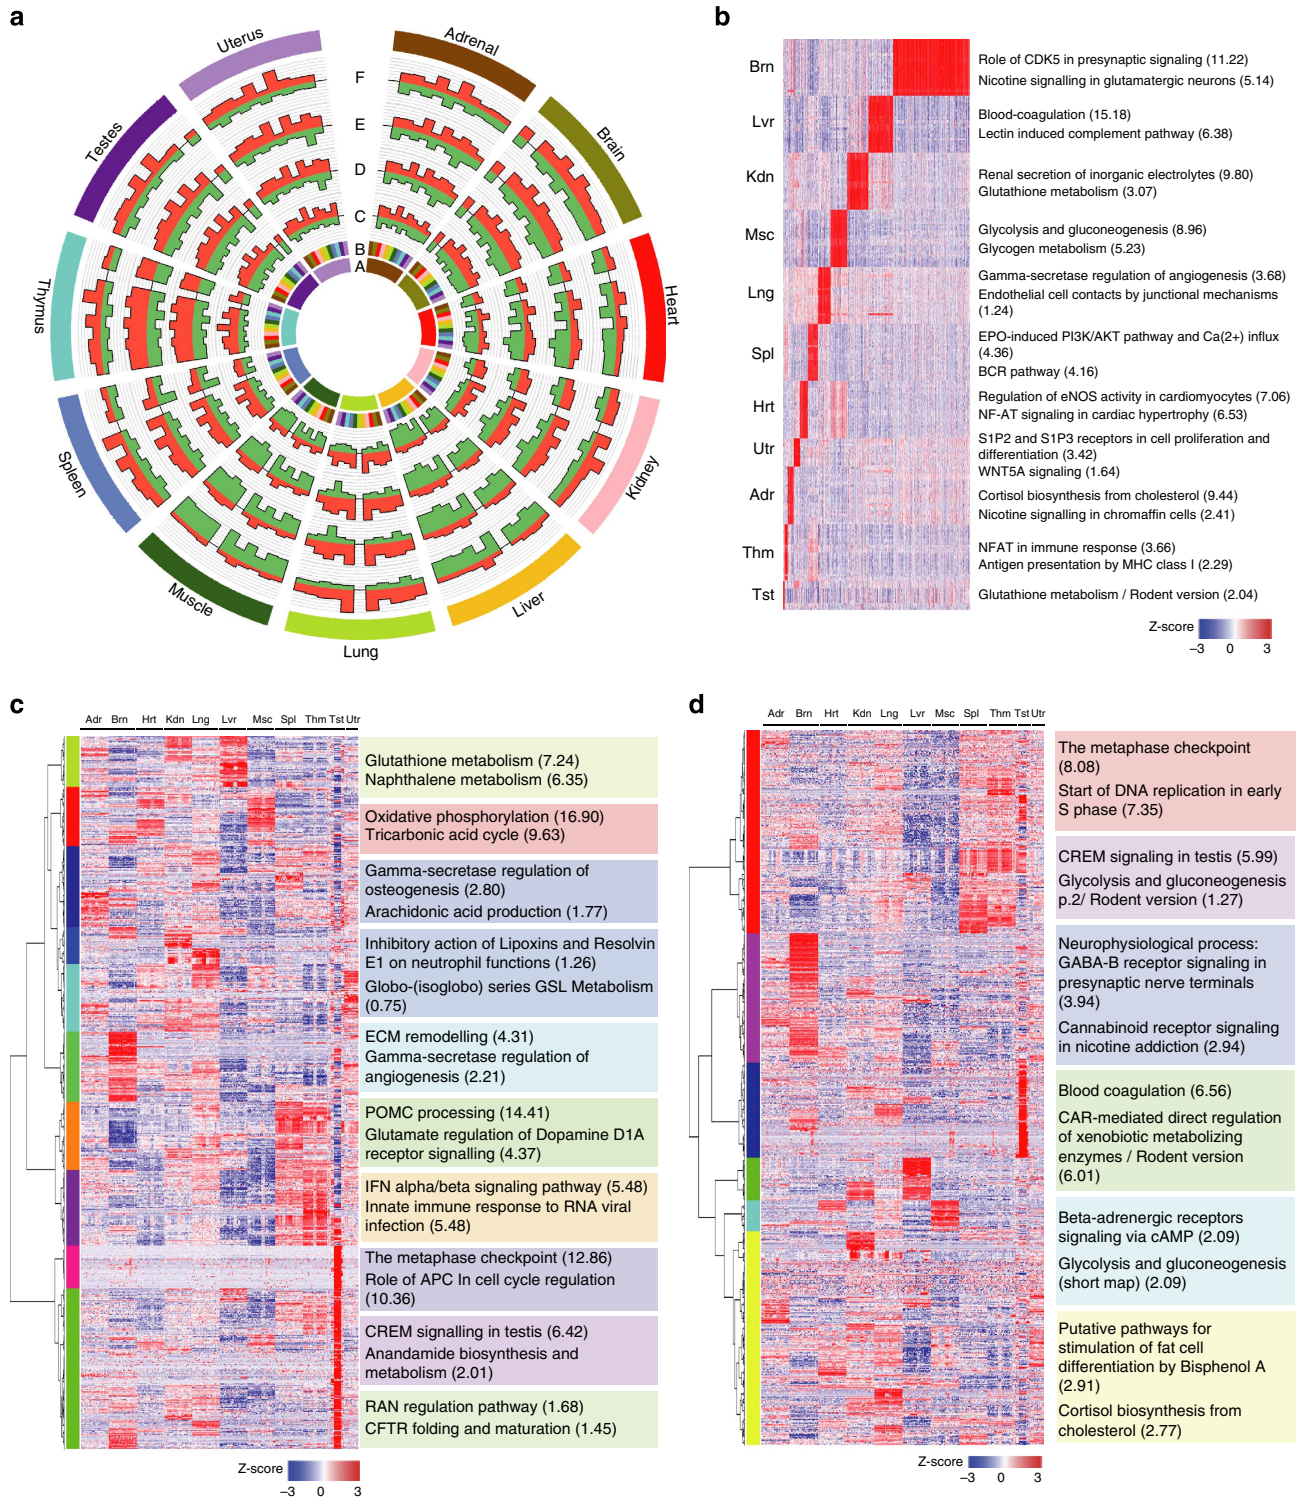 a
Uterus
Adrenal
Testes
Brain
Thymus
Heart
Spleen
Kidney
Muscle
Liver
Lung
F
E
D
C
B
A
b
Brn
Role of CDK5 in presynaptic signaling (11.22)
Nicotine signalling in glutamatergic neurons (5.14)
Lvr
Blood-coagulation (15.18)
Lectin induced complement pathway (6.38)
Kdn
Renal secretion of inorganic electrolytes (9.80)
Glutathione metabolism (3.07)
Msc
Glycolysis and gluconeogenesis (8.96)
Glycogen metabolism (5.23)
Lng
Gamma-secretase regulation of angiogenesis (3.68)
Endothelial cell contacts by junctional mechanisms
(1.24)
Spl
EPO-induced PI3K/AKT pathway and Ca(2+) influx
(4.36)
BCR pathway (4.16)
Hrt
Regulation of eNOS activity in cardiomyocytes (7.06)
NF-AT signaling in cardiac hypertrophy (6.53)
Utr
S1P2 and S1P3 receptors in cell proliferation and
differentiation (3.42)
WNT5A signaling (1.64)
Adr
Cortisol biosynthesis from cholesterol (9.44)
Nicotine signalling in chromaffin cells (2.41)
Thm
NFAT in immune response (3.66)
Antigen presentation by MHC class I (2.29)
Tst
Glutathione metabolism / Rodent version (2.04)
Z-score
−3 0 3
c
Adr Brn Hrt Kdn Lng Lvr Msc Spl Thm Tst Utr
Glutathione metabolism (7.24)
Naphthalene metabolism (6.35)
Oxidative phosphorylation (16.90)
Tricarbonic acid cycle (9.63)
Gamma-secretase regulation of
osteogenesis (2.80)
Arachidonic acid production (1.77)
Inhibitory action of Lipoxins and Resolvin
E1 on neutrophil functions (1.26)
Globo-(isoglobo) series GSL Metabolism
(0.75)
ECM remodelling (4.31)
Gamma-secretase regulation of
angiogenesis (2.21)
POMC processing (14.41)
Glutamate regulation of Dopamine D1A
receptor signalling (4.37)
IFN alpha/beta signaling pathway (5.48)
Innate immune response to RNA viral
infection (5.48)
The metaphase checkpoint (12.86)
Role of APC In cell cycle regulation
(10.36)
CREM signalling in testis (6.42)
Anandamide biosynthesis and
metabolism (2.01)
RAN regulation pathway (1.68)
CFTR folding and maturation (1.45)
Z-score
−3 0 3
d
Adr Brn Hrt Kdn Lng Lvr Msc Spl Thm Tst Utr
The metaphase checkpoint
(8.08)
Start of DNA replication in early
S phase (7.35)
CREM signaling in testis (5.99)
Glycolysis and gluconeogenesis
p.2/ Rodent version (1.27)
Neurophysiological process:
GABA-B receptor signaling in
presynaptic nerve terminals
(3.94)
Cannabinoid receptor signaling
in nicotine addiction (2.94)
Blood coagulation (6.56)
CAR-mediated direct regulation
of xenobiotic metabolizing
enzymes / Rodent version
(6.01)
Beta-adrenergic receptors
signaling via cAMP (2.09)
Glycolysis and gluconeogenesis
(short map) (2.09)
Putative pathways for
stimulation of fat cell
differentiation by Bisphenol A
(2.91)
Cortisol biosynthesis from
cholesterol (2.77)
Z-score
−3 0 3